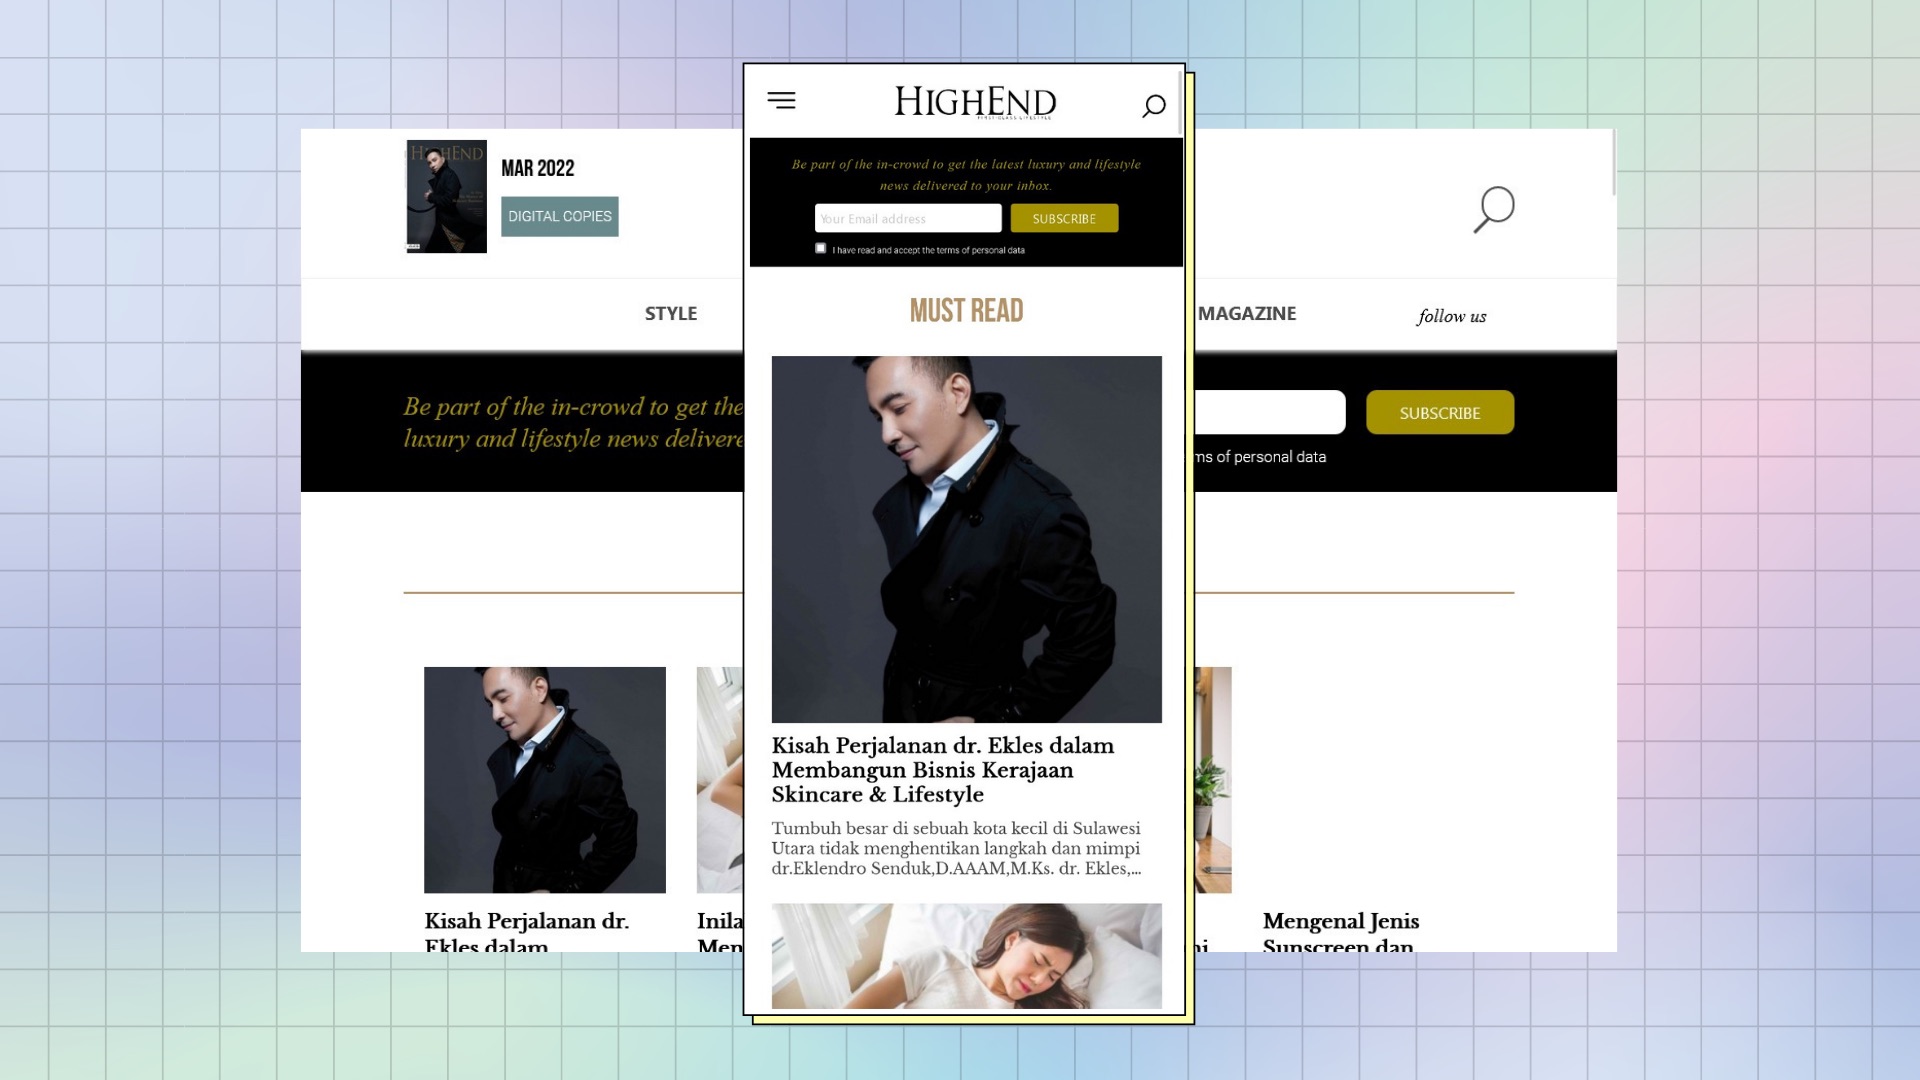 HIGHEND
MAR 2022
DIGITAL COPIES
STYLE
MAGAZINE
follow us
Be part of the in-crowd to get the
luxury and lifestyle news
SUBSCRIBE
of personal data
Kisah Perjalanan dr.
Ekles dalam
Mengenal Jenis
Sunscreen dan
HIGHEND
FIRST-CLASS LIFESTYLE
Be part of the in-crowd to get the latest luxury and lifestyle
news delivered to your inbox.
Your Email address
SUBSCRIBE
I have read and accept the terms of personal data
MUST READ
Kisah Perjalanan dr. Ekles dalam
Membangun Bisnis Kerajaan
Skincare & Lifestyle
Tumbuh besar di sebuah kota kecil di Sulawesi
Utara tidak menghentikan langkah dan mimpi
dr.Eklendro Senduk,D.AAAM,M.Ks. dr. Ekles,...